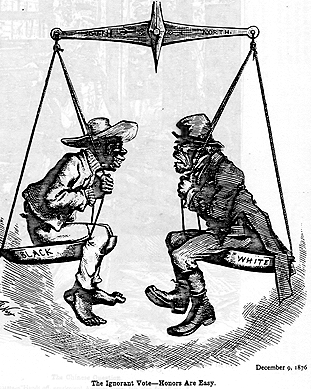 SOUTH
NORTH.
BLACK
WHITE
December 9, 1876
The Ignorant Vote—Honors Are Easy.